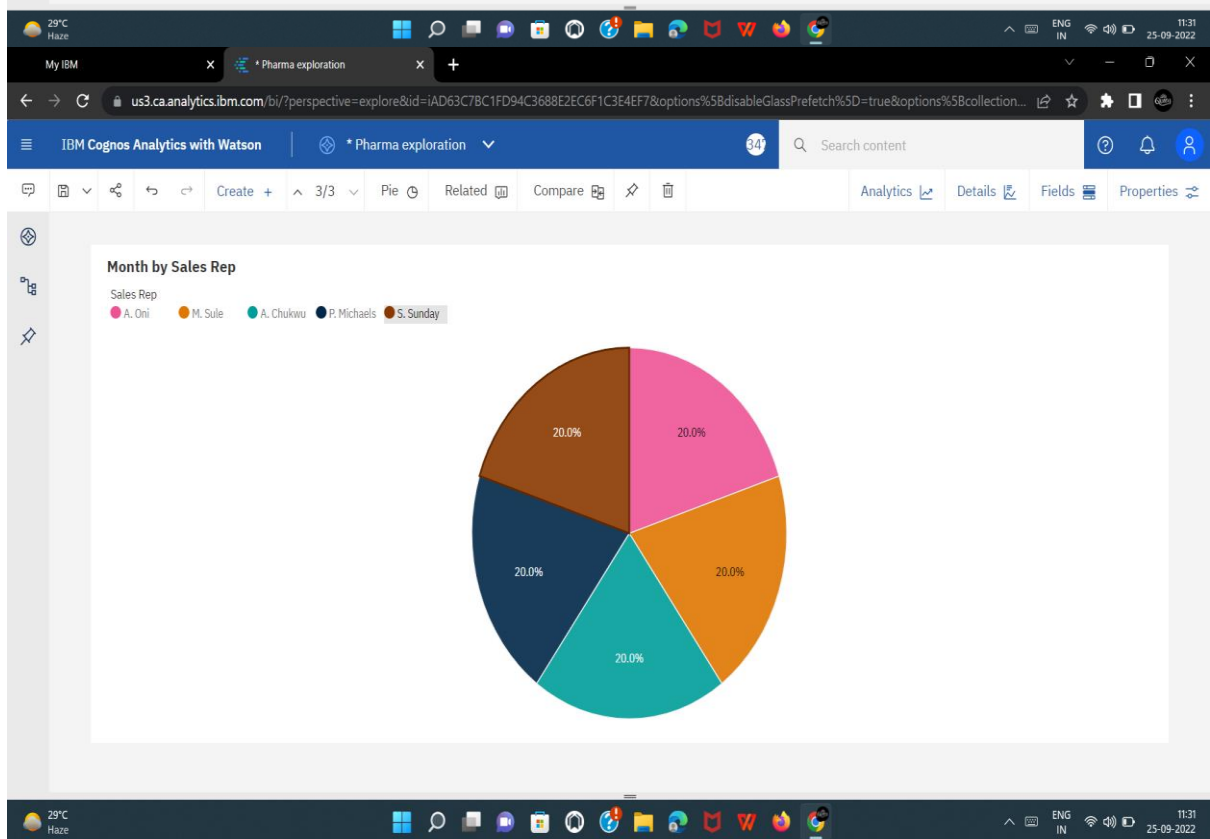 29°C
Haze
ENG
IN
11:31
25-09-2022
My IBM
* Pharma exploration
us3.ca.analytics.ibm.com/bi/?perspective=explore&id=iAD63C7BC1FD94C3688E2EC6F1C3E4EF7&options%5BdisableGlassPrefetch%5D=true&options%5Bcollection...
IBM Cognos Analytics with Watson
* Pharma exploration
Search content
Create +
3/3
Pie
Related
Compare
Analytics
Details
Fields
Properties
Month by Sales Rep
Sales Rep
A. Oni
M. Sule
A. Chukwu
P. Michaels
S. Sunday
20.0%
20.0%
20.0%
20.0%
20.0%
29°C
Haze
ENG
IN
11:31
25-09-2022